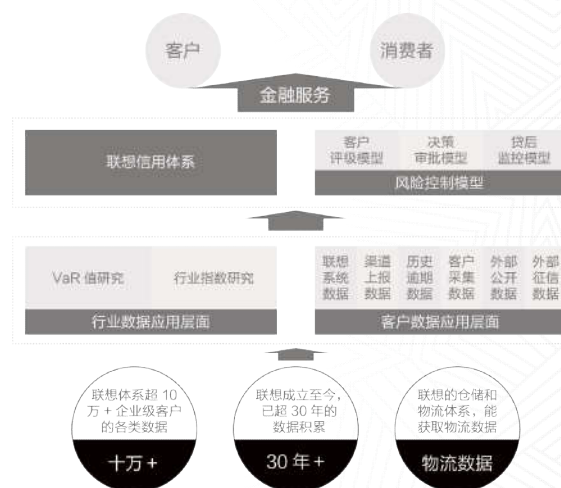 客户
消费者
金融服务
联想信用体系
客户
评级模型
决策
审批模型
贷后
监控模型
风险控制模型
VaR 值研究
行业指数研究
行业数据应用层面
联想
系统
数据
渠道
上报
数据
历史
逾期
数据
客户
采集
数据
外部
公开
数据
外部
征信
数据
客户数据应用层面
联想体系超 10
万 + 企业级客户
的各类数据
十万 +
联想成立至今,
已超 30 年的
数据积累
30 年 +
联想的仓储和
物流体系，能
获取物流数据
物流数据